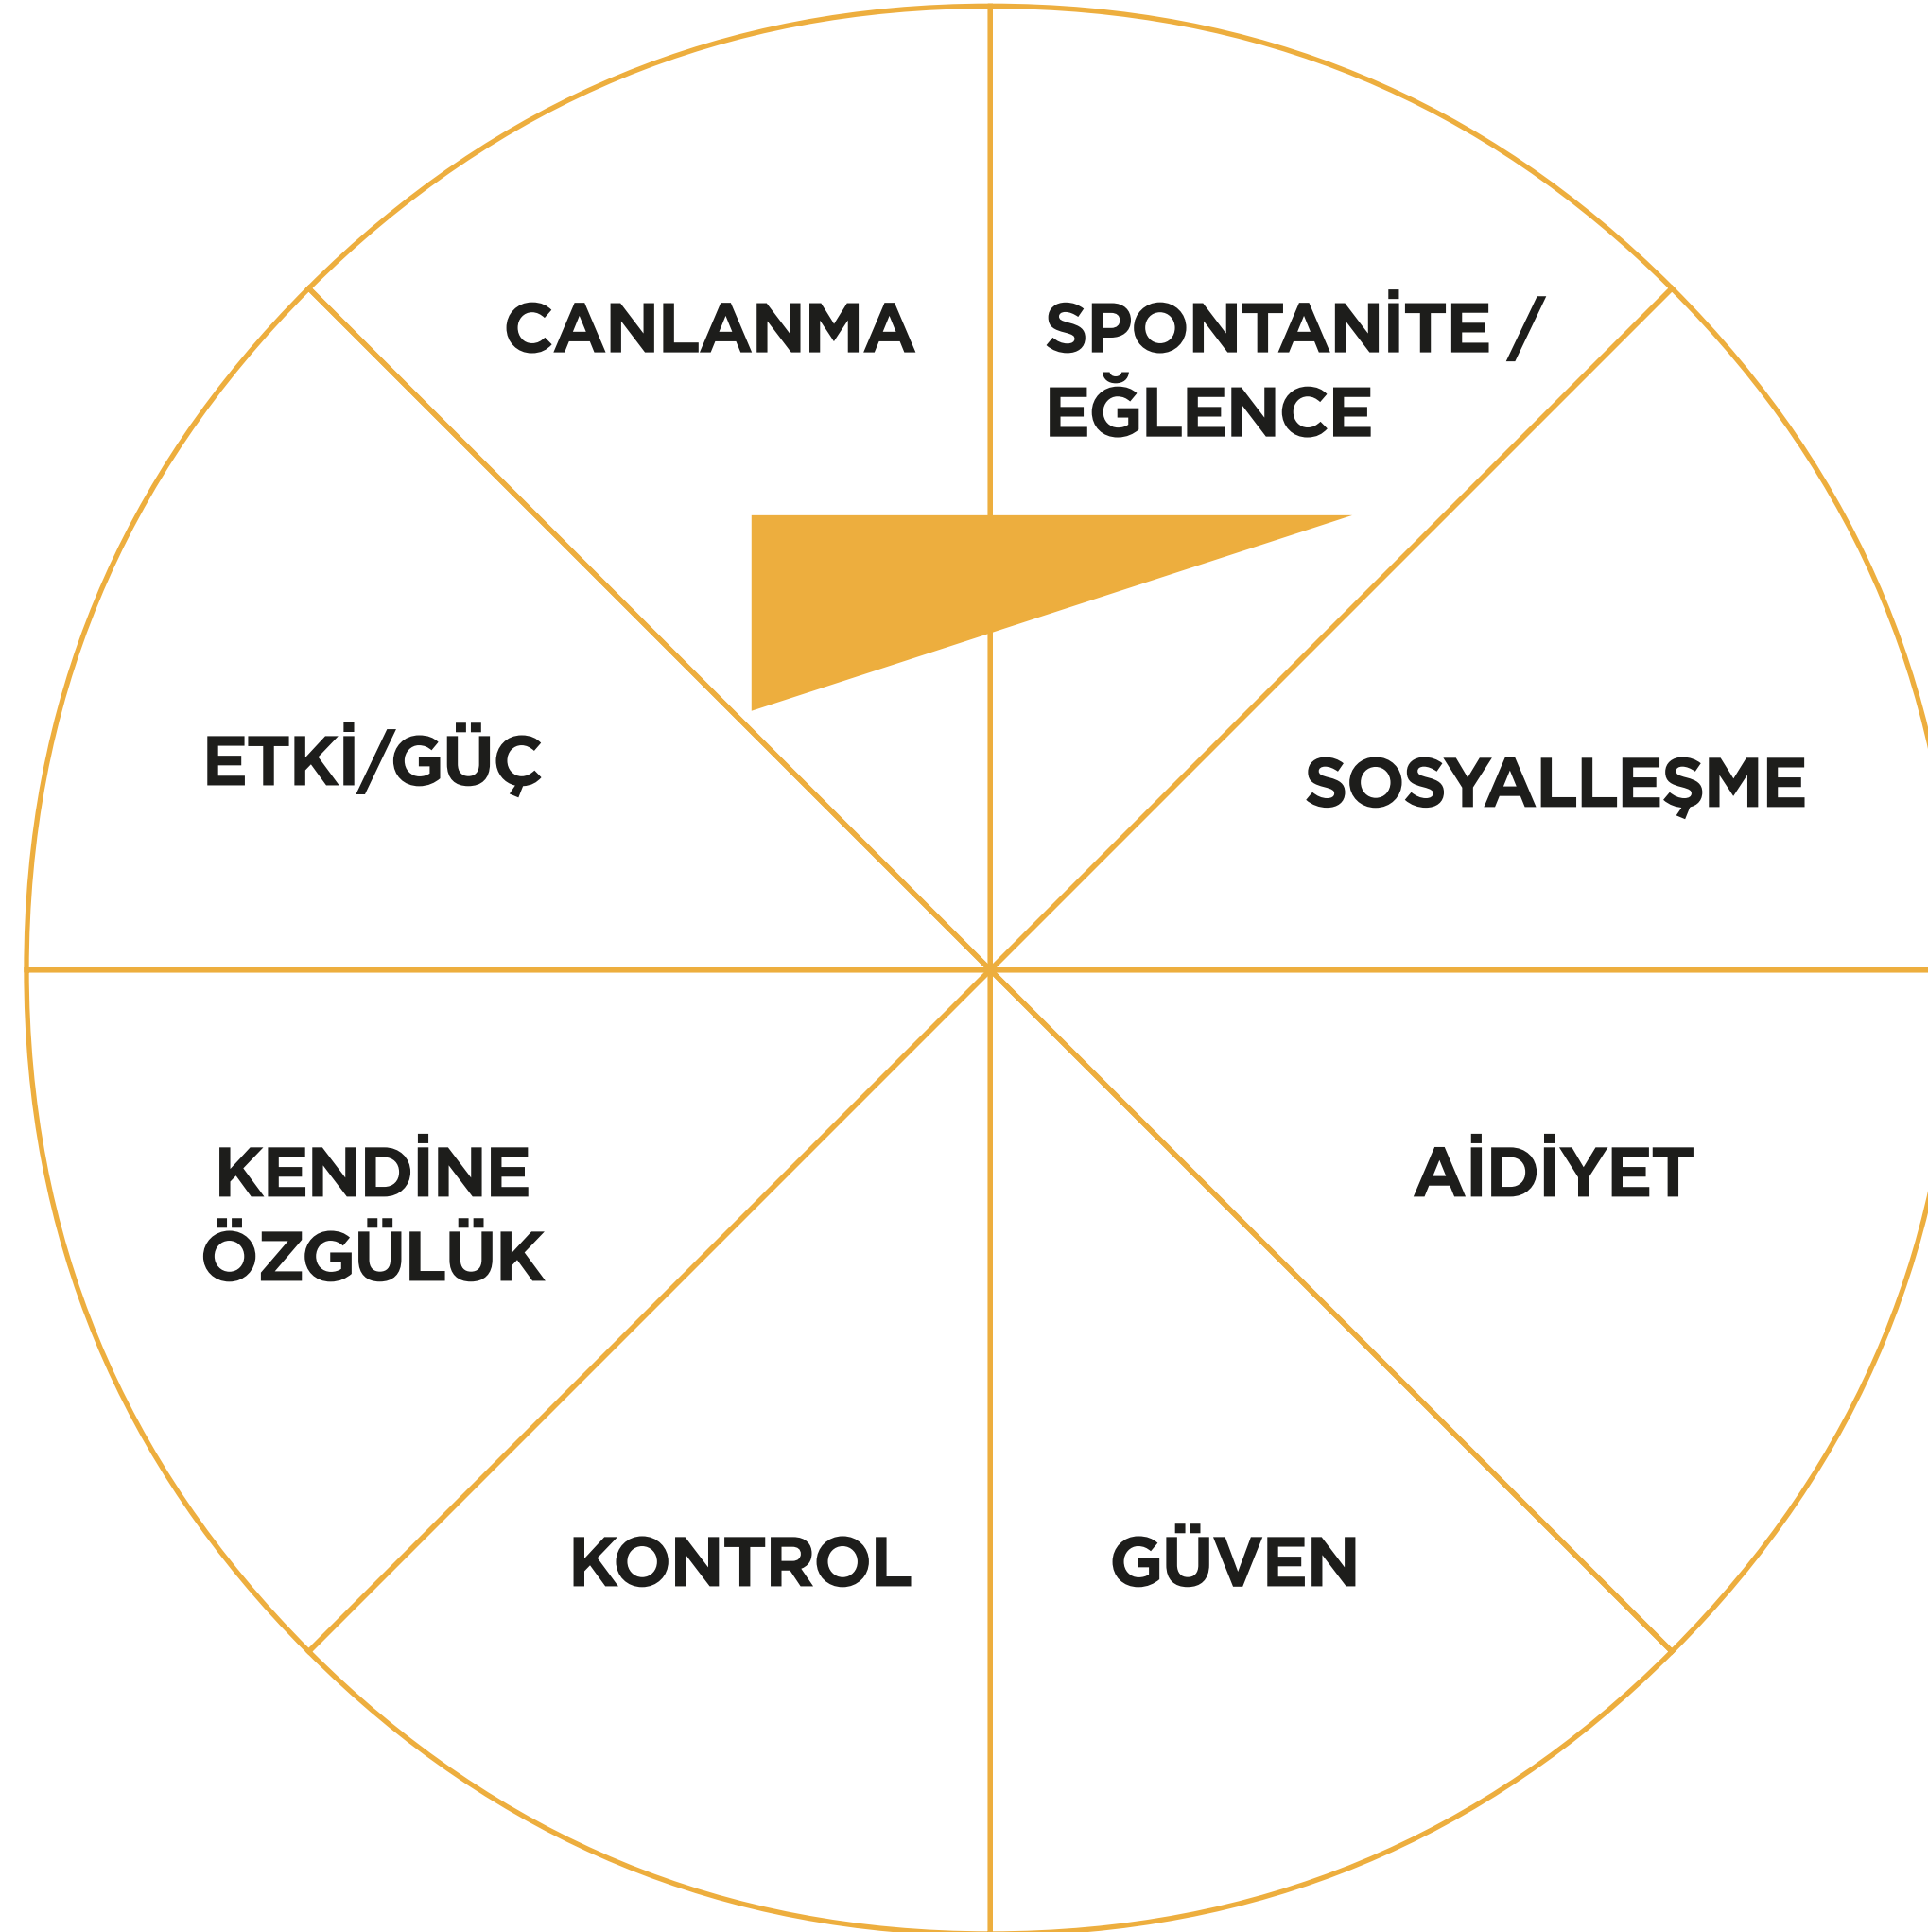 CANLANMA
SPONTANİTE /
EĞLENCE
ETKİ/GÜÇ
SOSYALLEŞME
KENDİNE
ÖZGÜLÜK
AİDİYET
KONTROL
GÜVEN